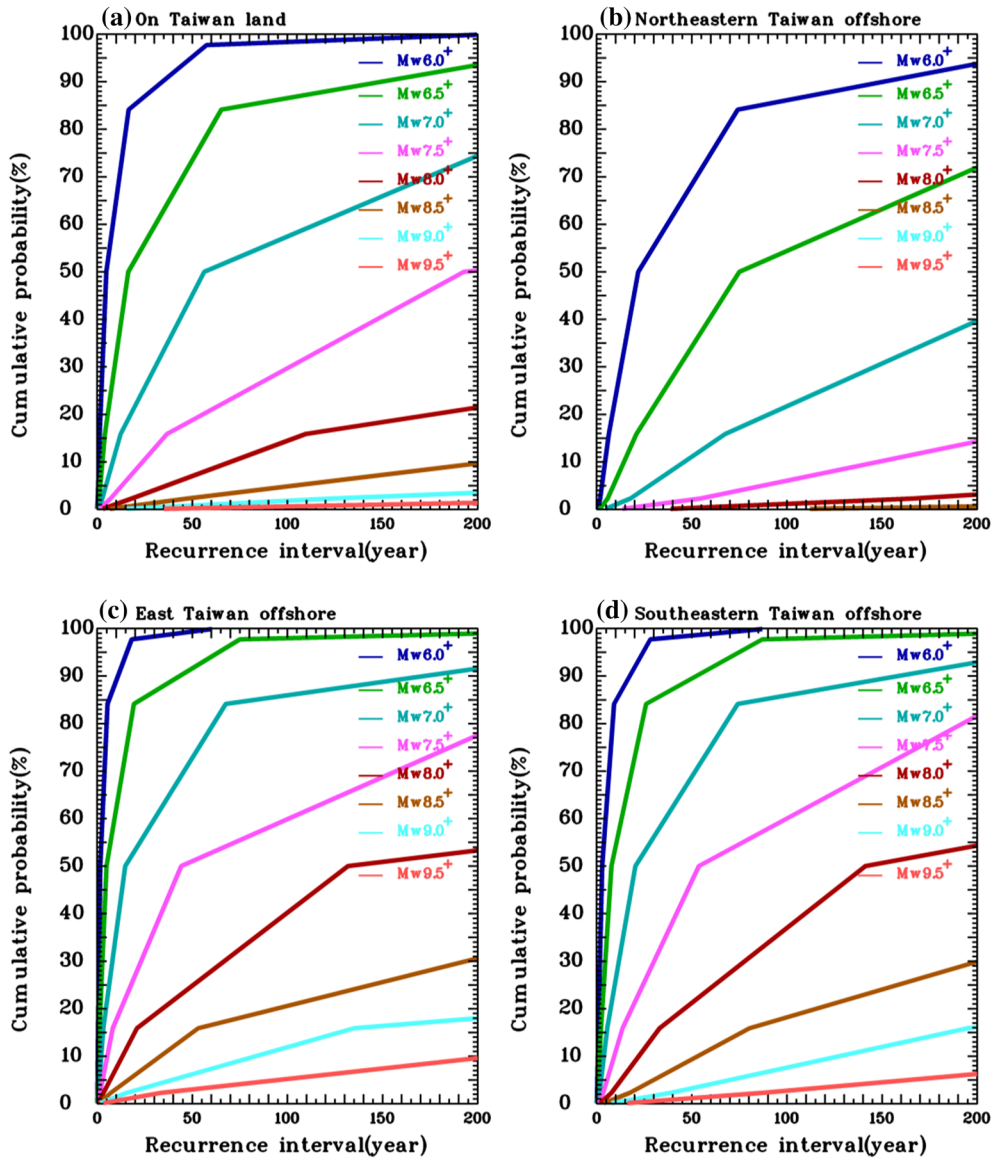 (a) On Taiwan land
100
90
80
70
60
50
40
30
20
10
0
Cumulative probability(%)
Mw6.0+
Mw6.5+
Mw7.0+
Mw7.5+
Mw8.0+
Mw8.5+
Mw9.0+
Mw9.5+
0 50 100 150 200
Recurrence interval(year)
(b) Northeastern Taiwan offshore
100
90
80
70
60
50
40
30
20
10
0
Cumulative probability(%)
Mw6.0+
Mw6.5+
Mw7.0+
Mw7.5+
Mw8.0+
Mw8.5+
Mw9.0+
Mw9.5+
0 50 100 150 200
Recurrence interval(year)
(c) East Taiwan offshore
100
90
80
70
60
50
40
30
20
10
0
Cumulative probability(%)
Mw6.0+
Mw6.5+
Mw7.0+
Mw7.5+
Mw8.0+
Mw8.5+
Mw9.0+
Mw9.5+
0 50 100 150 200
Recurrence interval(year)
(d) Southeastern Taiwan offshore
100
90
80
70
60
50
40
30
20
10
0
Cumulative probability(%)
Mw6.0+
Mw6.5+
Mw7.0+
Mw7.5+
Mw8.0+
Mw8.5+
Mw9.0+
Mw9.5+
0 50 100 150 200
Recurrence interval(year)